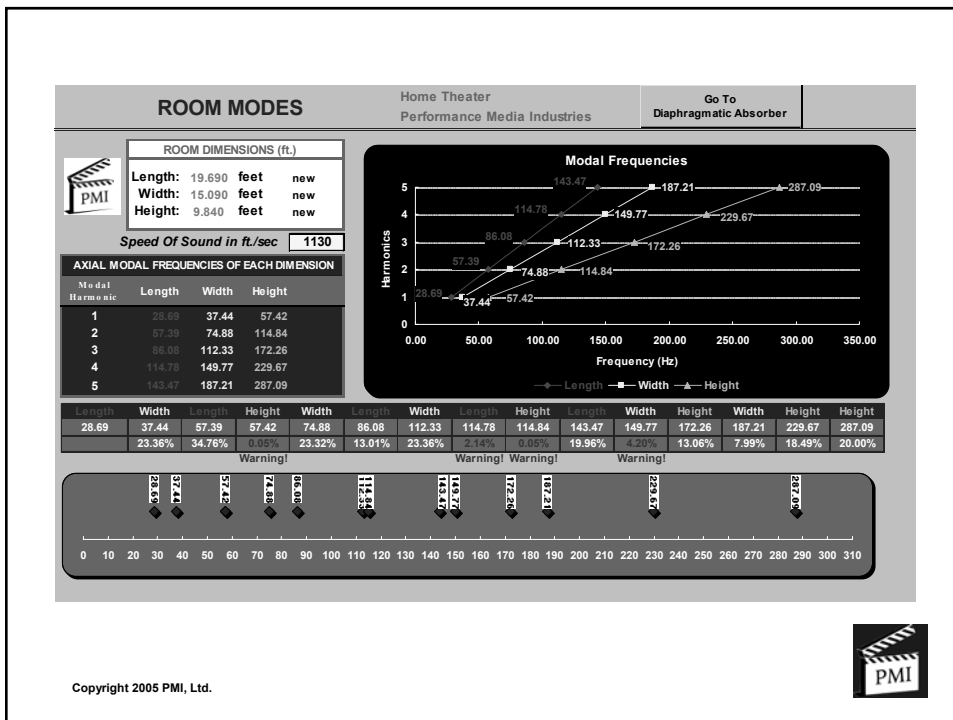 ROOM MODES
Home Theater
Performance Media Industries
Go To
Diaphragmatic Absorber
PMI
ROOM DIMENSIONS (ft.)
Length: 19.690 feet new
Width: 15.090 feet new
Height: 9.840 feet new
Speed Of Sound in ft./sec 1130
AXIAL MODAL FREQUENCIES OF EACH DIMENSION
Modal
Harmonic Length Width Height
1 28.69 37.44 57.42
2 57.39 74.88 114.84
3 86.08 112.33 172.26
4 114.78 149.77 229.67
5 143.47 187.21 287.09
Modal Frequencies
Harmonics
5 143.47 187.21 287.09
4 114.78 149.77 229.67
3 86.08 112.33 172.26
2 57.39 74.88 114.84
1 28.69 37.44 57.42
0
0.00 50.00 100.00 150.00 200.00 250.00 300.00 350.00
Frequency (Hz)
Length Width Height
Length Width Length Height Width Length Width Length Height Length Width Height Width Height Height
28.69 37.44 57.39 57.42 74.88 86.08 112.33 114.78 114.84 143.47 149.77 172.26 187.21 229.67 287.09
23.36% 34.76% 0.05% 23.32% 13.01% 23.36% 2.14% 0.05% 19.96% 4.20% 13.06% 7.99% 18.49% 20.00%
Warning! Warning! Warning! Warning!
28.69 37.44 57.42 74.88 86.08 112.33 114.84 143.47 149.77 172.26 187.21 229.67 287.09
0 10 20 30 40 50 60 70 80 90 100 110 120 130 140 150 160 170 180 190 200 210 220 230 240 250 260 270 280 290 300 310
PMI
Copyright 2005 PMI, Ltd.